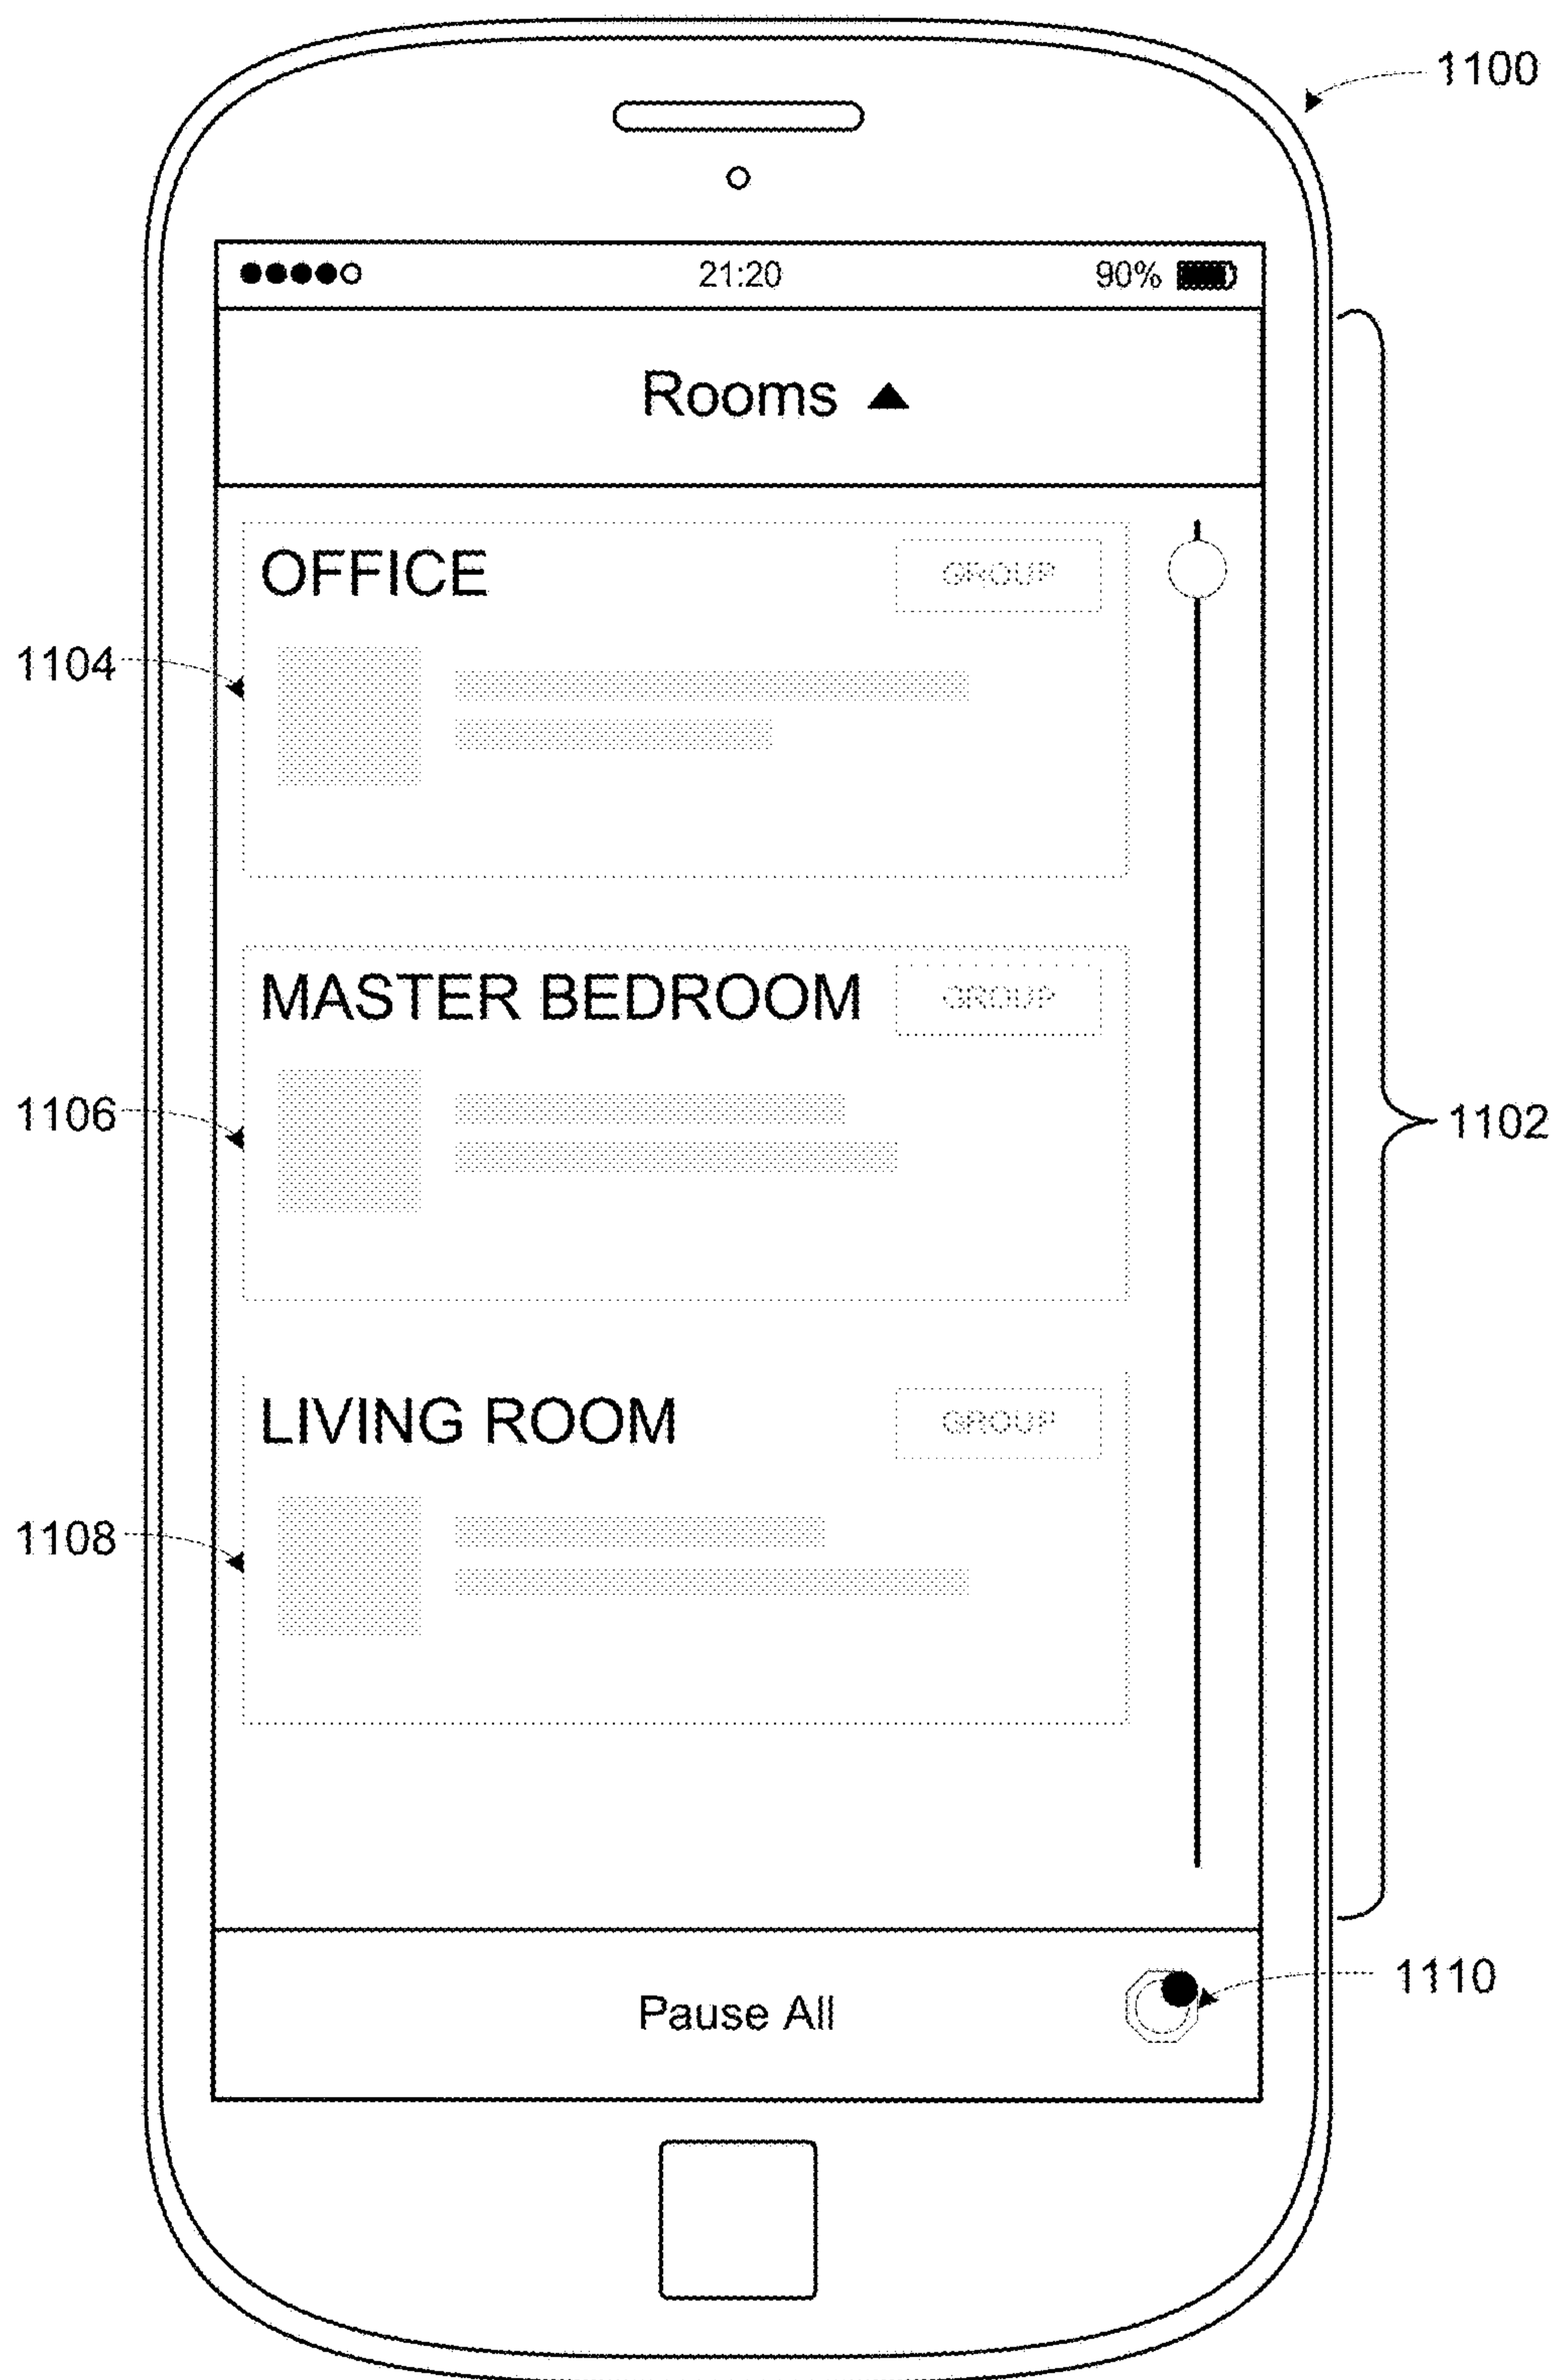 1100
21:20 90%
Rooms
OFFICE GROUP
1104
MASTER BEDROOM GROUP
1106
1102
LIVING ROOM GROUP
1108
1110
Pause All